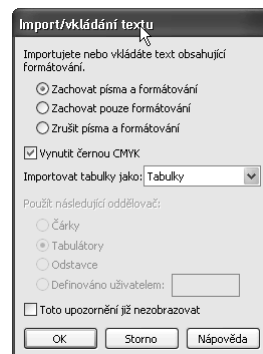 Import/vkládání textu
Importujete nebo vkládáte text obsahující
formátování.
Zachovat písma a formátování
Zachovat pouze formátování
Zrušit písma a formátování
Vynutit černou CMYK
Importovat tabulky jako: Tabulky
Použít následující oddělovač:
Čárky
Tabulátory
Odstavce
Definováno uživatelem:
Toto upozornění již nezobrazovat
OK Storno Nápověda